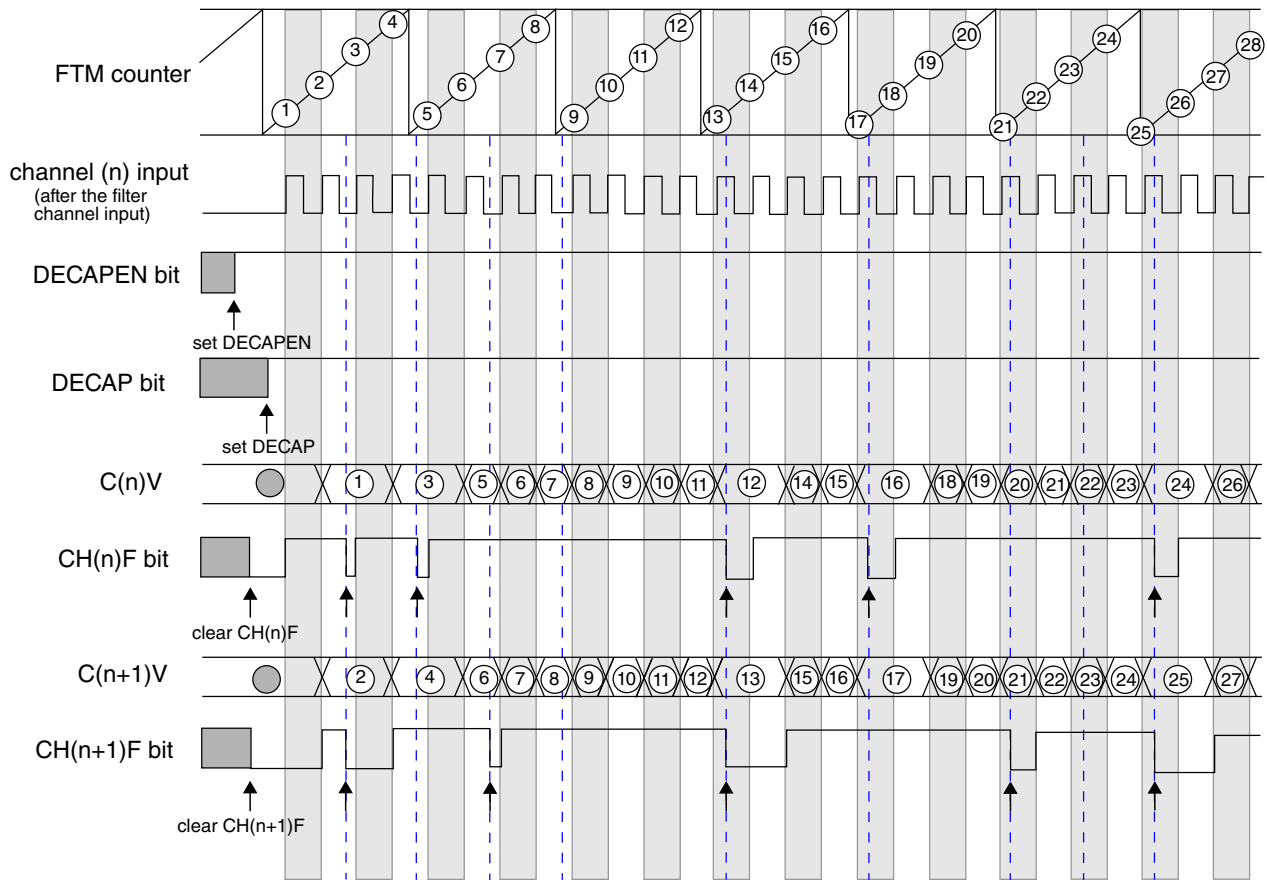 4 8 12 16 20 24 28
3 7 11 15 19 23 27
FTM counter
2 6 10 14 18 22 26
1 5 9 13 17 21 25
channel (n) input
(after the filter
channel input)
DECAPEN bit
set DECAPEN
DECAP bit
set DECAP
C(n)V 1 3 5 6 7 8 9 10 11 12 14 15 16 18 19 20 21 22 23 24 26
CH(n)F bit
clear CH(n)F
C(n+1)V 2 4 6 7 8 9 10 11 12 13 15 16 17 19 20 21 22 23 24 25 27
CH(n+1)F bit
clear CH(n+1)F